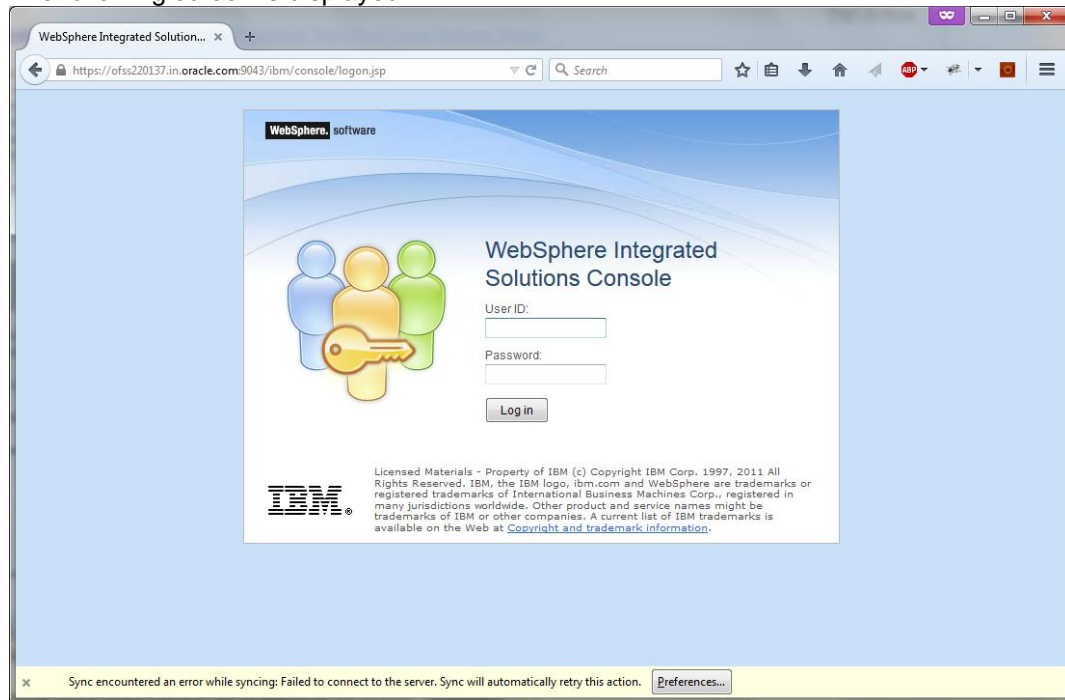 WebSphere Integrated Solution... × +
https://ofss220137.in.oracle.com:9043/ibm/console/logon.jsp
Search
ABP
WebSphere. software
WebSphere Integrated
Solutions Console
User ID:
Password:
Log in
IBM®
Licensed Materials - Property of IBM (c) Copyright IBM Corp. 1997, 2011 All
Rights Reserved. IBM, the IBM logo, ibm.com and WebSphere are trademarks or
registered trademarks of International Business Machines Corp., registered in
many jurisdictions worldwide. Other product and service names might be
trademarks of IBM or other companies. A current list of IBM trademarks is
available on the Web at Copyright and trademark information.
Sync encountered an error while syncing: Failed to connect to the server. Sync will automatically retry this action. Preferences...